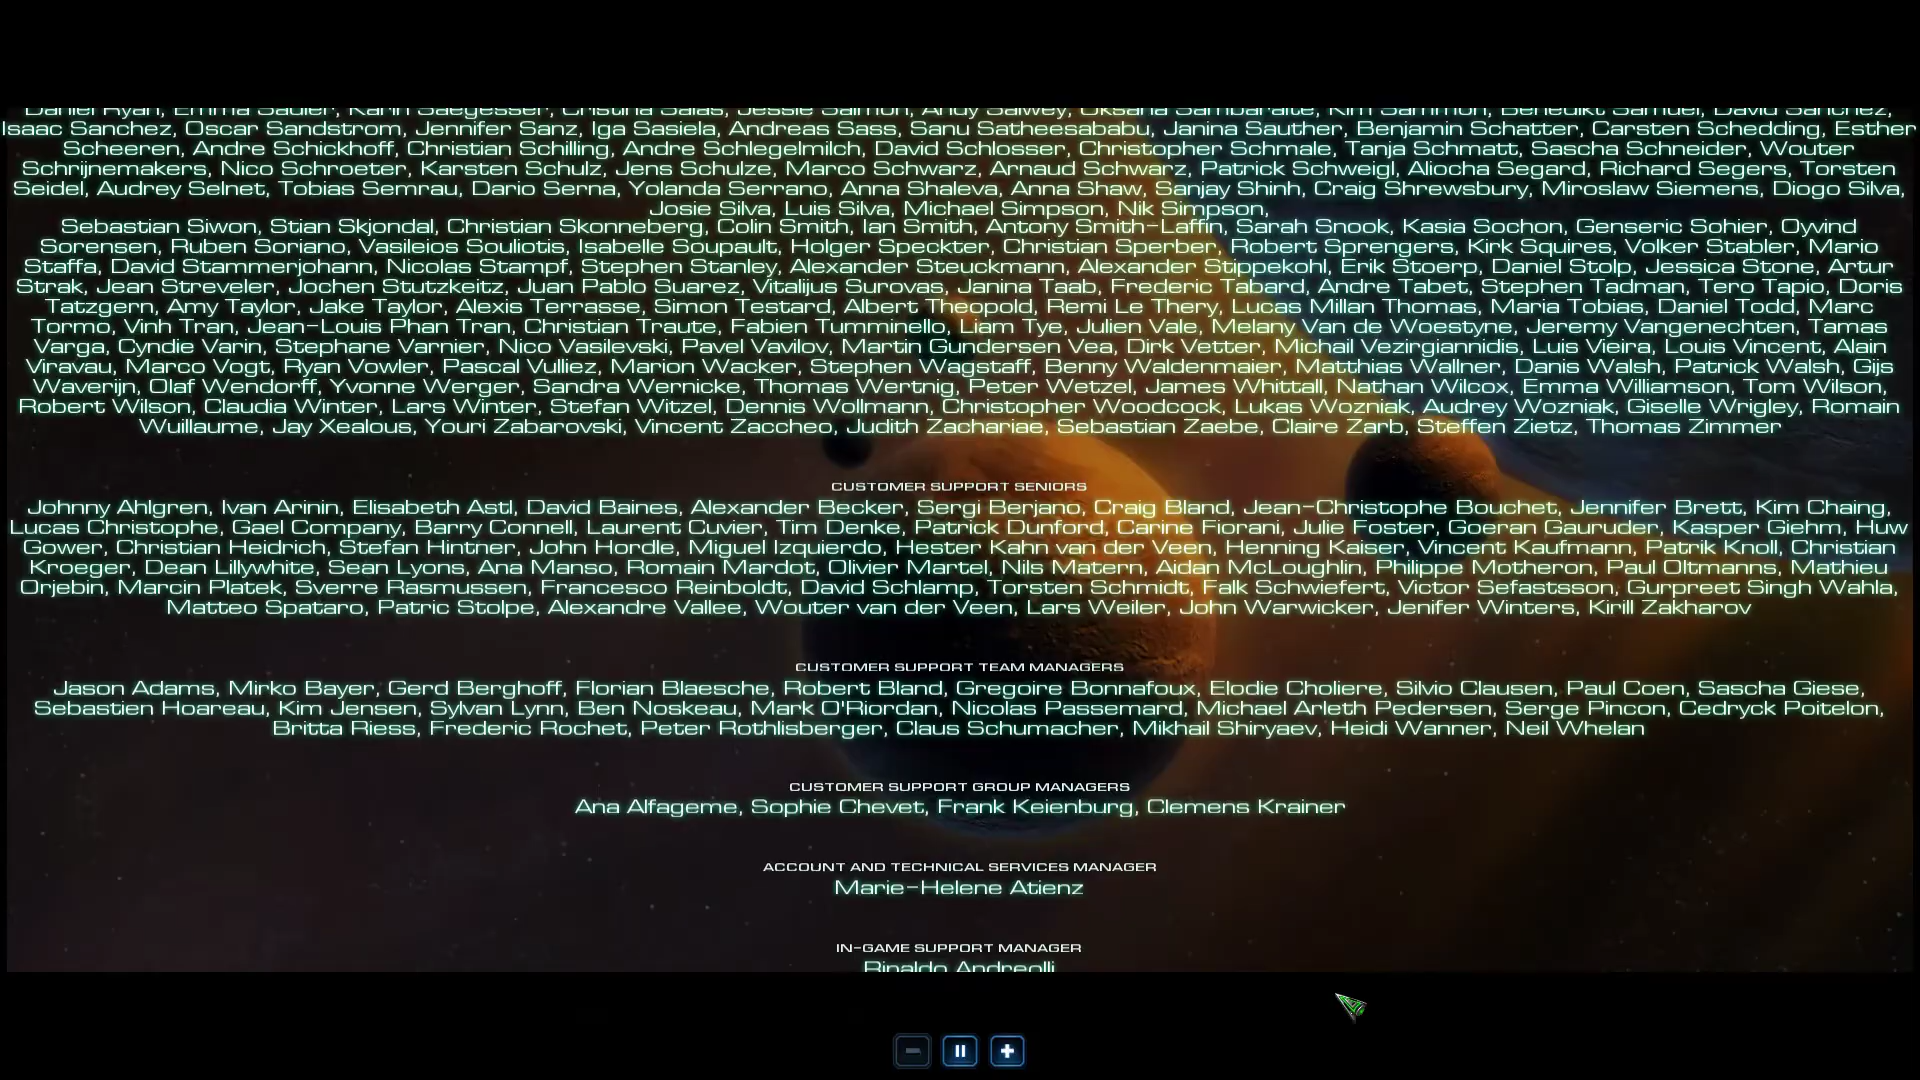 Daniel Ryan, Emma Sadler, Karin Saegesser, Cristina Salas, Jessie Salmon, Andy Salwey, Oksana Sambaraite, Kim Sammon, Benedikt Samuel, David Sanchez,
Isaac Sanchez, Oscar Sandstrom, Jennifer Sanz, Iga Sasiela, Andreas Sass, Sanu Satheesababu, Janina Sauther, Benjamin Schatter, Carsten Schedding, Esther
Scheeren, Andre Schickhoff, Christian Schilling, Andre Schlegelmilch, David Schlosser, Christopher Schmale, Tanja Schmatt, Sascha Schneider, Wouter
Schrijnemakers, Nico Schroeter, Karsten Schulz, Jens Schulze, Marco Schwarz, Arnaud Schwarz, Patrick Schweigl, Aliocha Segard, Richard Segers, Torsten
Seidel, Audrey Selnet, Tobias Semrau, Dario Serna, Yolanda Serrano, Anna Shaleva, Anna Shaw, Sanjay Shinh, Craig Shrewsbury, Miroslaw Siemens, Diogo Silva,
Josie Silva, Luis Silva, Michael Simpson, Nik Simpson,
Sebastian Siwon, Stian Skjondal, Christian Skonneberg, Colin Smith, Ian Smith, Antony Smith-Laffin, Sarah Snook, Kasia Sochon, Genseric Sohier, Oyvind
Sorensen, Ruben Soriano, Vasileios Souliotis, Isabelle Soupault, Holger Speckter, Christian Sperber, Robert Sprengers, Kirk Squires, Volker Stabler, Mario
Staffa, David Stammerjohann, Nicolas Stampf, Stephen Stanley, Alexander Steuckmann, Alexander Stippekohl, Erik Stoerp, Daniel Stolp, Jessica Stone, Artur
Strak, Jean Streveler, Jochen Stutzkeitz, Juan Pablo Suarez, Vitalijus Surovas, Janina Taab, Frederic Tabard, Andre Tabet, Stephen Tadman, Tero Tapio, Doris
Tatzgern, Amy Taylor, Jake Taylor, Alexis Terrasse, Simon Testard, Albert Theopold, Remi Le Thery, Lucas Millan Thomas, Maria Tobias, Daniel Todd, Marc
Tormo, Vinh Tran, Jean-Louis Phan Tran, Christian Traute, Fabien Tumminello, Liam Tye, Julien Vale, Melany Van de Woestyne, Jeremy Vangenechten, Tamas
Varga, Cyndie Varin, Stephane Varnier, Nico Vasilevski, Pavel Vavilov, Martin Gundersen Vea, Dirk Vetter, Michail Vezirgiannidis, Luis Vieira, Louis Vincent, Alain
Viravau, Marco Vogt, Ryan Vowler, Pascal Vulliez, Marion Wacker, Stephen Wagstaff, Benny Waldenmaier, Matthias Wallner, Danis Walsh, Patrick Walsh, Gijs
Waverijn, Olaf Wendorff, Yvonne Werger, Sandra Wernicke, Thomas Wertnig, Peter Wetzel, James Whittall, Nathan Wilcox, Emma Williamson, Tom Wilson,
Robert Wilson, Claudia Winter, Lars Winter, Stefan Witzel, Dennis Wollmann, Christopher Woodcock, Lukas Wozniak, Audrey Wozniak, Giselle Wrigley, Romain
Wuillaume, Jay Xealous, Youri Zabarovski, Vincent Zaccheo, Judith Zachariae, Sebastian Zaebe, Claire Zarb, Steffen Zietz, Thomas Zimmer
CUSTOMER SUPPORT SENIORS
Johnny Ahlgren, Ivan Arinin, Elisabeth Astl, David Baines, Alexander Becker, Sergi Berjano, Craig Bland, Jean-Christophe Bouchet, Jennifer Brett, Kim Chaing,
Lucas Christophe, Gael Company, Barry Connell, Laurent Cuvier, Tim Denke, Patrick Dunford, Carine Fiorani, Julie Foster, Goeran Gauruder, Kasper Giehm, Huw
Gower, Christian Heidrich, Stefan Hintner, John Hordle, Miguel Izquierdo, Hester Kahn van der Veen, Henning Kaiser, Vincent Kaufmann, Patrik Knoll, Christian
Kroeger, Dean Lillywhite, Sean Lyons, Ana Manso, Romain Mardot, Olivier Martel, Nils Matern, Aidan McLoughlin, Philippe Motheron, Paul Oltmanns, Mathieu
Orjebin, Marcin Platek, Sverre Rasmussen, Francesco Reinboldt, David Schlamp, Torsten Schmidt, Falk Schwiefert, Victor Sefastsson, Gurpreet Singh Wahla,
Matteo Spataro, Patric Stolpe, Alexandre Vallee, Wouter van der Veen, Lars Weiler, John Warwicker, Jenifer Winters, Kirill Zakharov
CUSTOMER SUPPORT TEAM MANAGERS
Jason Adams, Mirko Bayer, Gerd Berghoff, Florian Blaesche, Robert Bland, Gregoire Bonnafoux, Elodie Choliere, Silvio Clausen, Paul Coen, Sascha Giese,
Sebastien Hoareau, Kim Jensen, Sylvan Lynn, Ben Noskeau, Mark O'Riordan, Nicolas Passemard, Michael Arleth Pedersen, Serge Pincon, Cedryck Poitelon,
Britta Riess, Frederic Rochet, Peter Rothlisberger, Claus Schumacher, Mikhail Shiryaev, Heidi Wanner, Neil Whelan
CUSTOMER SUPPORT GROUP MANAGERS
Ana Alfageme, Sophie Chevet, Frank Keienburg, Clemens Krainer
ACCOUNT AND TECHNICAL SERVICES MANAGER
Marie-Helene Atienz
IN-GAME SUPPORT MANAGER
Rinaldo Andreolli